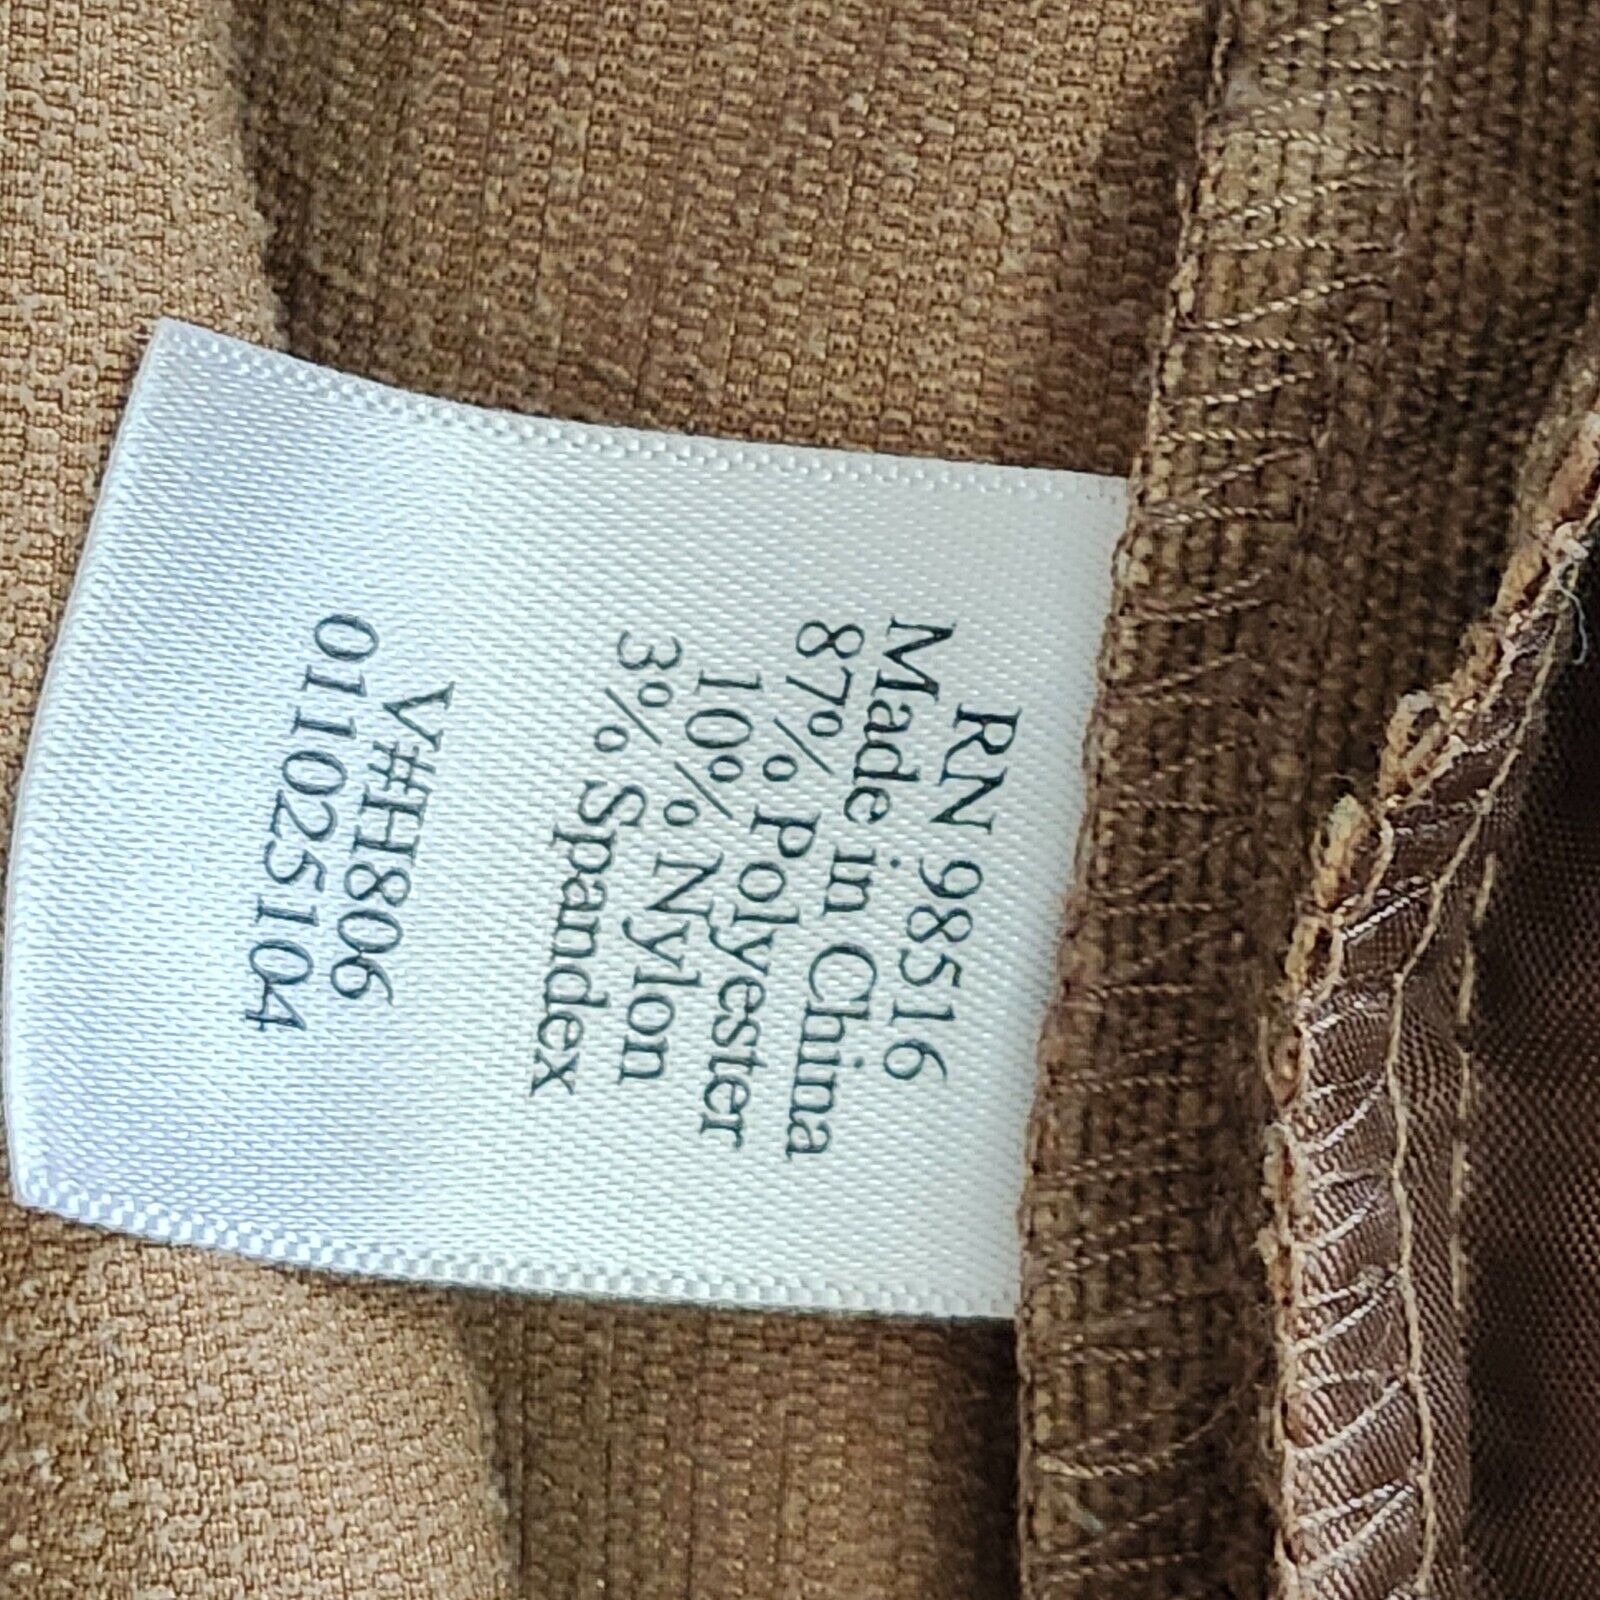 RN 98516
Made in China
87% Polyester
10% Nylon
3% Spandex
V#H806
011025104